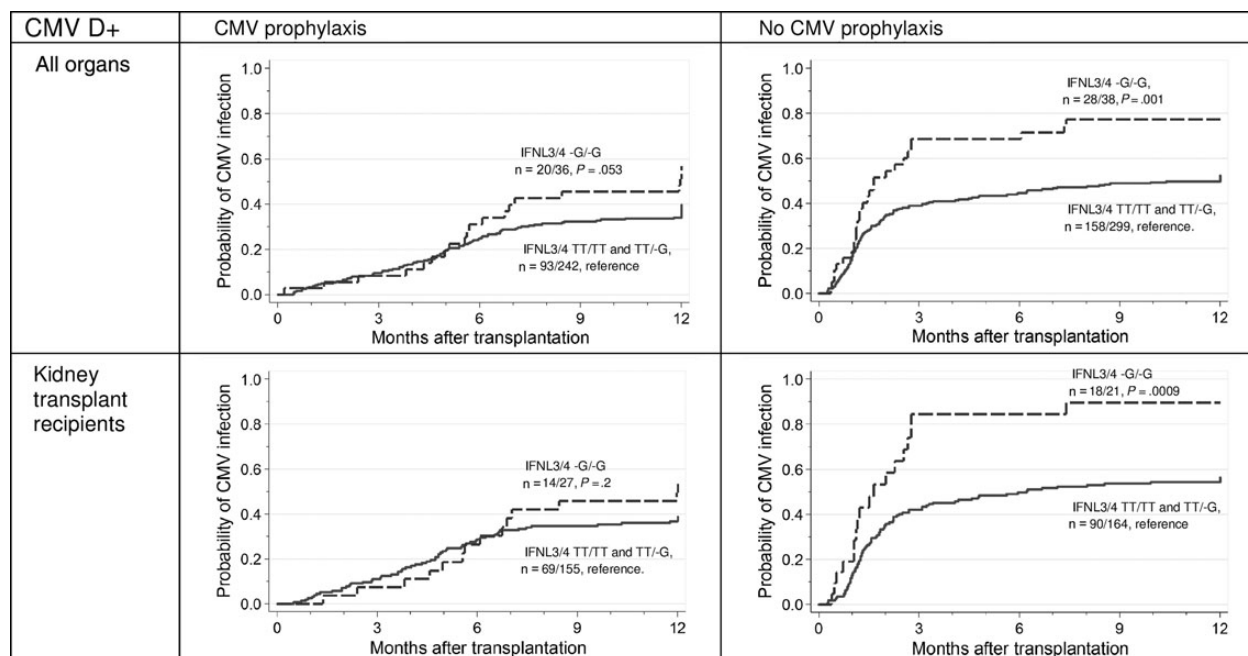 CMV D+
CMV prophylaxis
No CMV prophylaxis
All organs
Probability of CMV infection
1.0
0.8
0.6
0.4
0.2
0.0
IFNL3/4 -G/-G
n = 20/36, P = .053
IFNL3/4 TT/TT and TT/-G,
n = 93/242, reference
0 3 6 9 12
Months after transplantation
Probability of CMV infection
1.0
0.8
0.6
0.4
0.2
0.0
IFNL3/4 -G/-G,
n = 28/38, P = .001
IFNL3/4 TT/TT and TT/-G,
n = 158/299, reference.
0 3 6 9 12
Months after transplantation
Kidney
transplant
recipients
Probability of CMV infection
1.0
0.8
0.6
0.4
0.2
0.0
IFNL3/4 -G/-G
n = 14/27, P = .2
IFNL3/4 TT/TT and TT/-G,
n = 69/155, reference.
0 3 6 9 12
Months after transplantation
Probability of CMV infection
1.0
0.8
0.6
0.4
0.2
0.0
IFNL3/4 -G/-G
n = 18/21, P = .0009
IFNL3/4 TT/TT and TT/-G,
n = 90/164, reference
0 3 6 9 12
Months after transplantation